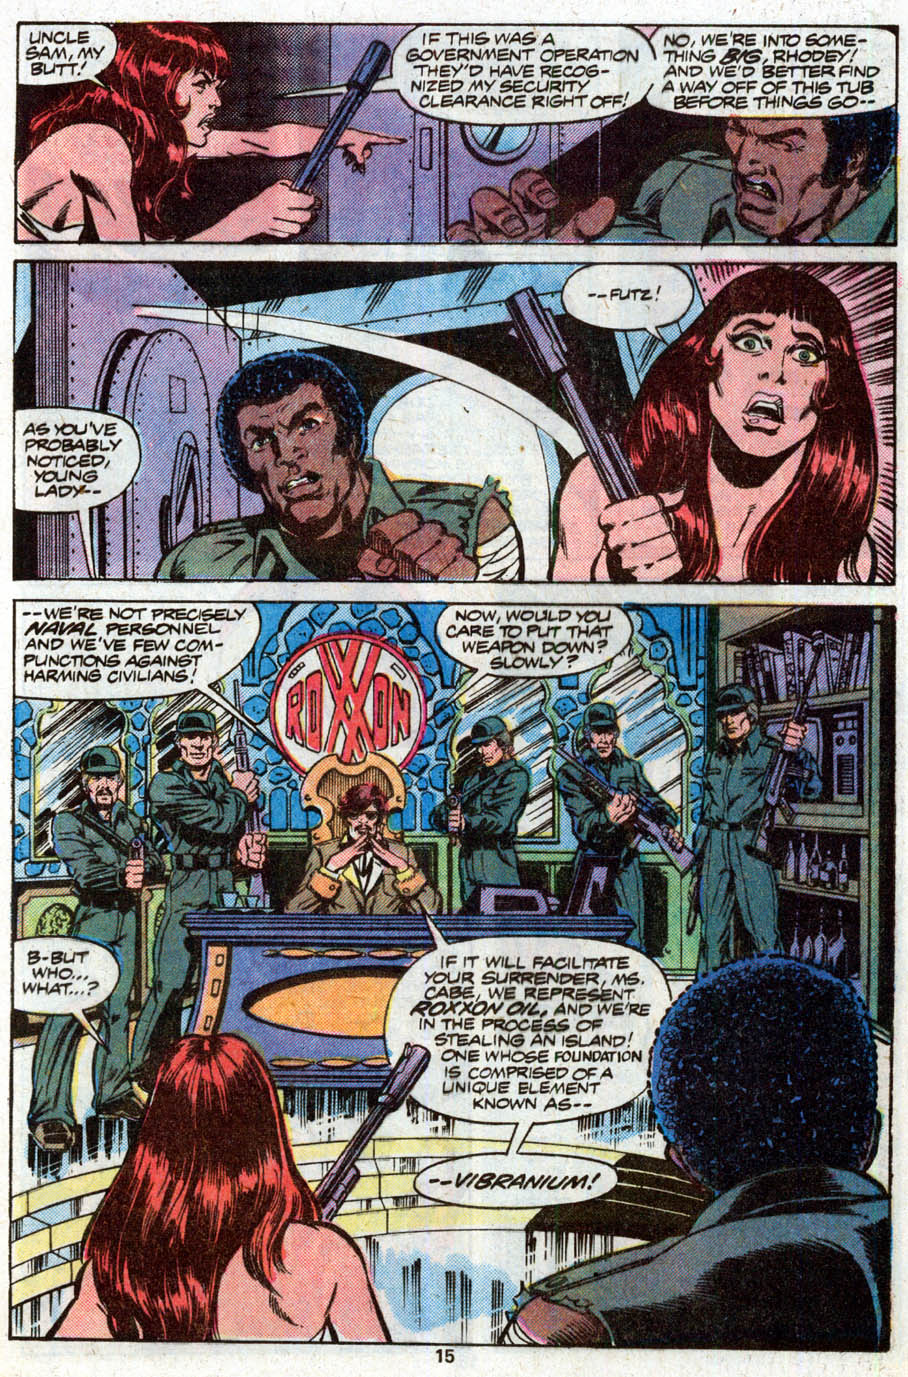 UNCLE
SAM, MY
BUTT!
IF THIS WAS A
GOVERNMENT OPERATION
THEY'D HAVE RECOG-
NIZED MY SECURITY
CLEARANCE RIGHT OFF!
NO, WE'RE INTO SOME-
THING BIG, RHODEY!
AND WE'D BETTER FIND
A WAY OFF OF THIS TUB
BEFORE THINGS GO--
AS YOU'VE
PROBABLY
NOTICED,
YOUNG
LADY--
--FUTZ!
--WE'RE NOT PRECISELY
NAVAL PERSONNEL
AND WE'VE FEW COM-
PUNCTIONS AGAINST
HARMING CIVILIANS!
NOW, WOULD YOU
CARE TO PUT THAT
WEAPON DOWN?
SLOWLY?
ROXXON
B-BUT
WHO...
WHAT...?
IF IT WILL FACILITATE
YOUR SURRENDER, MS.
CABE, WE REPRESENT
ROXXON OIL, AND WE'RE
IN THE PROCESS OF
STEALING AN ISLAND!
ONE WHOSE FOUNDATION
IS COMPRISED OF A
UNIQUE ELEMENT
KNOWN AS--
--VIBRANIUM!
15